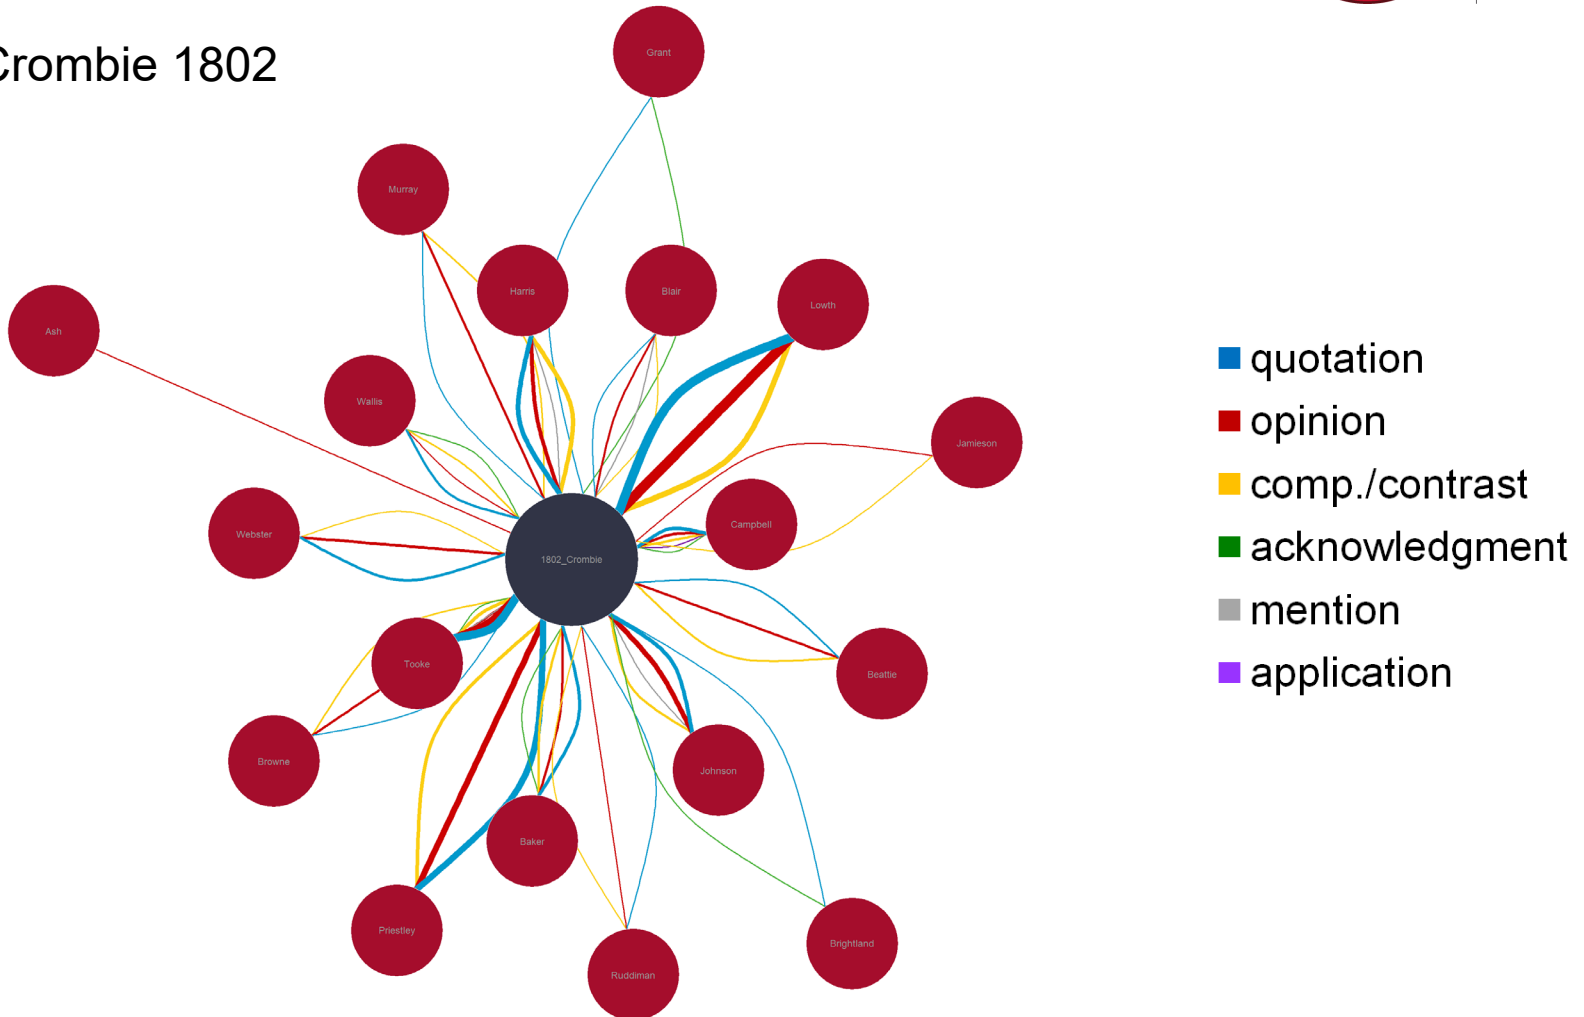 Crombie 1802
Grant
Murray
Harris
Blair
Lowth
Ash
Wallis
Jamieson
Webster
Campbell
1802_Crombie
Tooke
Beattie
Browne
Johnson
Baker
Priestley
Ruddiman
Brightland
quotation
opinion
comp./contrast
acknowledgment
mention
application